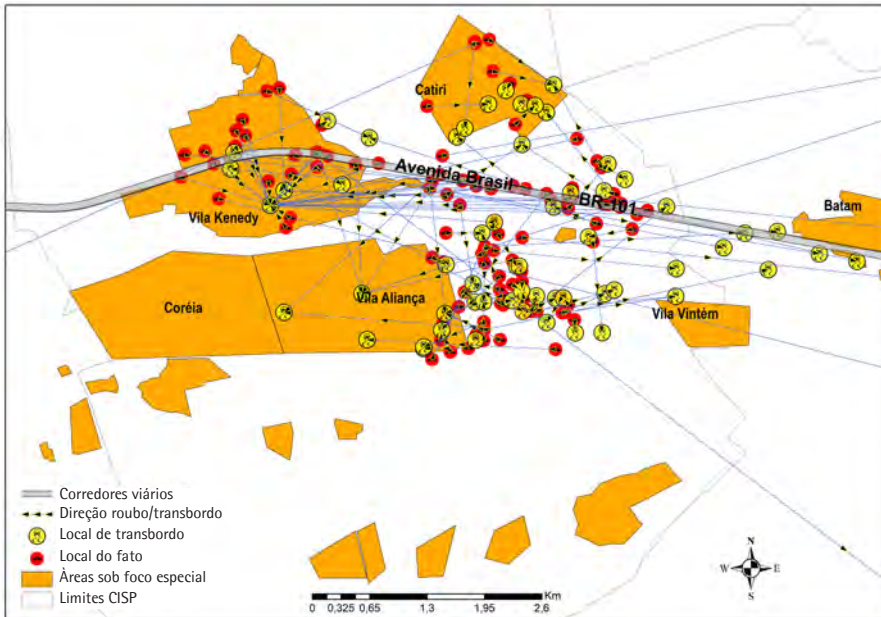 Catiri
Avenida Brasil
BR-101
Batam
Vila Kenedy
Coréia
Vila Aliança
Vila Vintém
Corredores viários
Direção roubo/transbordo
Local de transbordo
Local do fato
Àreas sob foco especial
Limites CISP
N
W E
S
Km
0 0,325 0,65 1,3 1,95 2,6